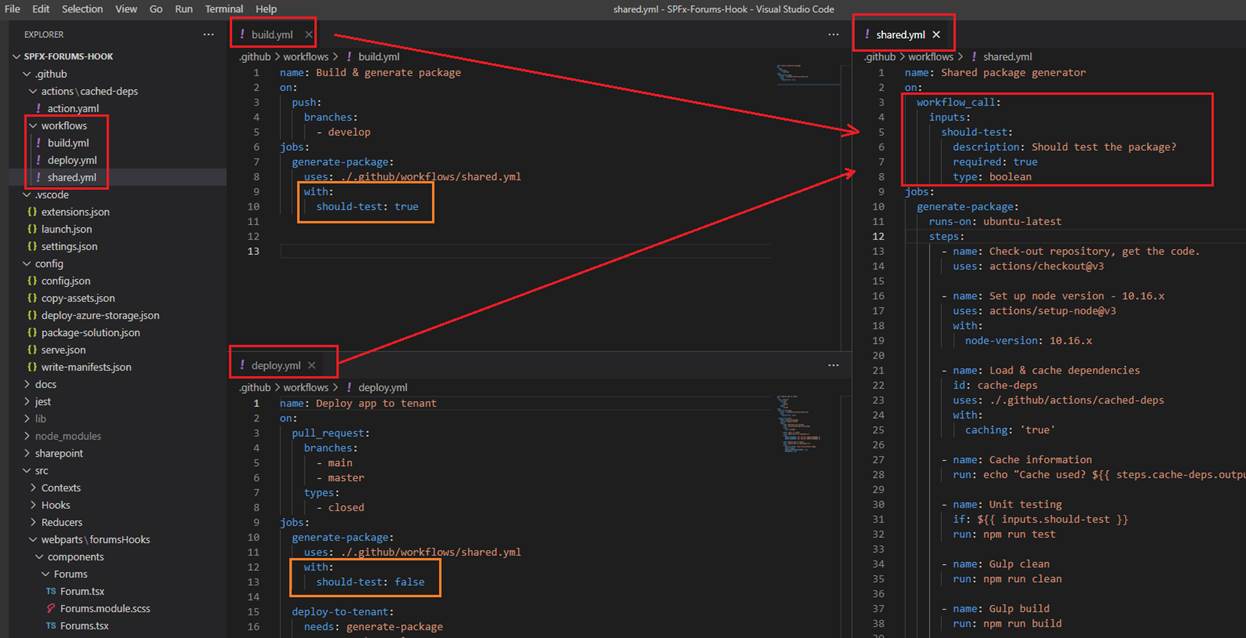 File Edit Selection View Go Run Terminal Help
shared.yml - SPFx-Forums-Hook - Visual Studio Code
EXPLORER
SPFX-FORUMS-HOOK
.github
actions\cached-deps
! action.yaml
workflows
! build.yml
! deploy.yml
! shared.yml
.vscode
{} extensions.json
{} launch.json
{} settings.json
config
{} config.json
{} copy-assets.json
{} deploy-azure-storage.json
{} package-solution.json
{} serve.json
{} write-manifests.json
docs
jest
lib
node_modules
sharepoint
src
Contexts
Hooks
Reducers
webparts\forumsHooks
components
Forums
TS Forum.tsx
Forums.module.scss
TS Forums.tsx
! build.yml
.github > workflows > ! build.yml
1 name: Build & generate package
2 on:
3 push:
4 branches:
5 - develop
6 jobs:
7 generate-package:
8 uses: ./.github/workflows/shared.yml
9 with:
10 should-test: true
11
12
13
! deploy.yml
.github > workflows > ! deploy.yml
1 name: Deploy app to tenant
2 on:
3 pull_request:
4 branches:
5 - main
6 - master
7 types:
8 - closed
9 jobs:
10 generate-package:
11 uses: ./.github/workflows/shared.yml
12 with:
13 should-test: false
14
15 deploy-to-tenant:
16 needs: generate-package
! shared.yml
.github > workflows > ! shared.yml
1 name: Shared package generator
2 on:
3 workflow_call:
4 inputs:
5 should-test:
6 description: Should test the package?
7 required: true
8 type: boolean
9 jobs:
10 generate-package:
11 runs-on: ubuntu-latest
12 steps:
13 - name: Check-out repository, get the code.
14 uses: actions/checkout@v3
15
16 - name: Set up node version - 10.16.x
17 uses: actions/setup-node@v3
18 with:
19 node-version: 10.16.x
20
21 - name: Load & cache dependencies
22 id: cache-deps
23 uses: ./.github/actions/cached-deps
24 with:
25 caching: 'true'
26
27 - name: Cache information
28 run: echo "Cache used? ${{ steps.cache-deps.outpu
29
30 - name: Unit testing
31 if: ${{ inputs.should-test }}
32 run: npm run test
33
34 - name: Gulp clean
35 run: npm run clean
36
37 - name: Gulp build
38 run: npm run build